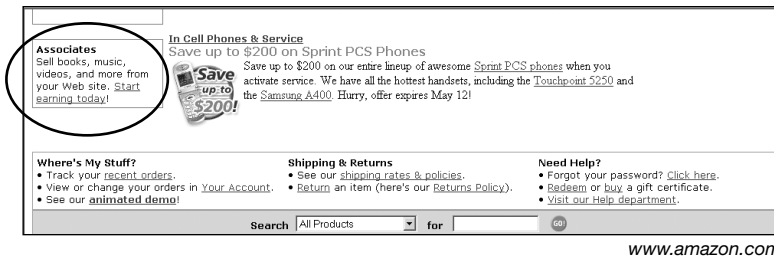 In Cell Phones & Service
Save up to $200 on Sprint PCS Phones
Associates
Sell books, music,
videos, and more from
your Web site. Start
earning today!
Save
up to
$200!
Save up to $200 on our entire lineup of awesome Sprint PCS phones when you
activate service. We have all the hottest handsets, including the Touchpoint 5250 and
the Samsung A400. Hurry, offer expires May 12!
Where's My Stuff?
• Track your recent orders.
• View or change your orders in Your Account.
• See our animated demo!
Shipping & Returns
• See our shipping rates & policies.
• Return an item (here's our Returns Policy).
Need Help?
• Forgot your password? Click here.
• Redeem or buy a gift certificate.
• Visit our Help department.
Search All Products for GO!
www.amazon.com